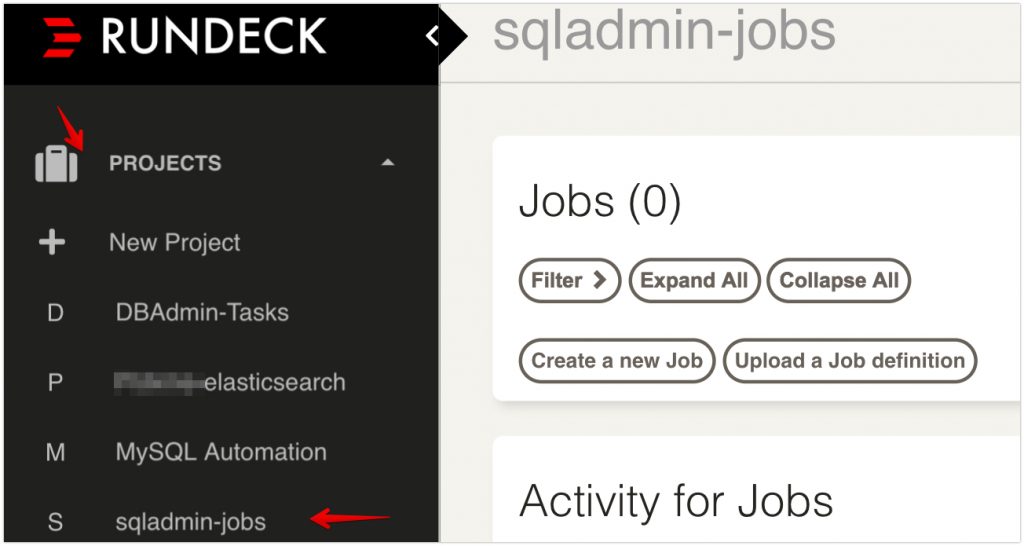 RUNDECK
PROJECTS
New Project
D DBAdmin-Tasks
P elasticsearch
M MySQL Automation
S sqladmin-jobs
sqladmin-jobs
Jobs (0)
Filter Expand All Collapse All
Create a new Job Upload a Job definition
Activity for Jobs